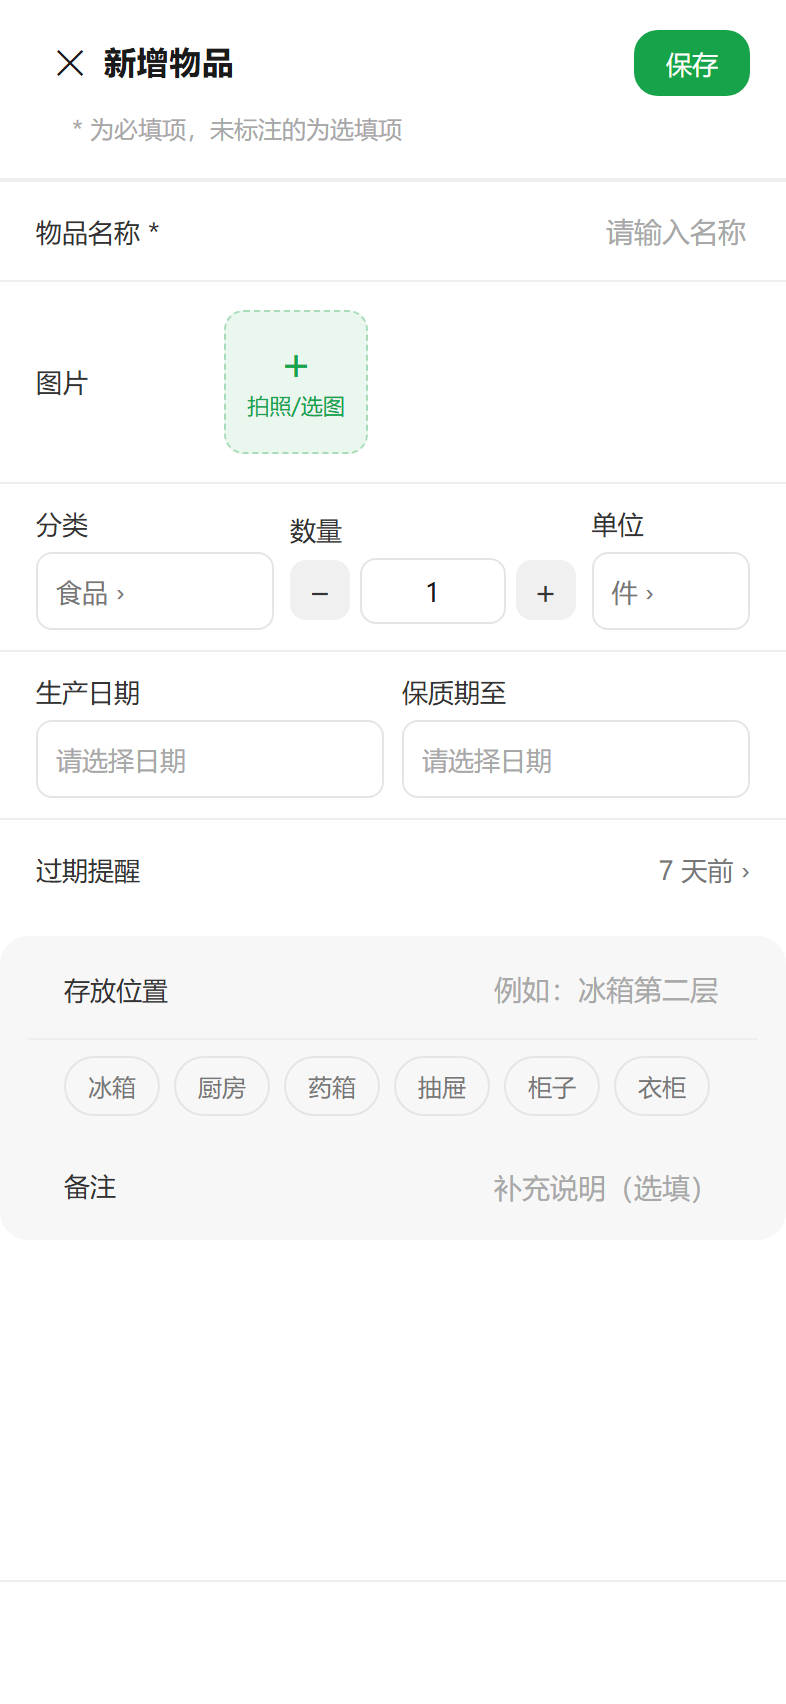 × 新增物品 保存
* 为必填项，未标注的为选填项
物品名称 * 请输入名称
图片
+
拍照/选图
分类 数量 单位
食品 › − 1 + 件 ›
生产日期 保质期至
请选择日期 请选择日期
过期提醒 7 天前 ›
存放位置 例如：冰箱第二层
冰箱 厨房 药箱 抽屉 柜子 衣柜
备注 补充说明（选填）